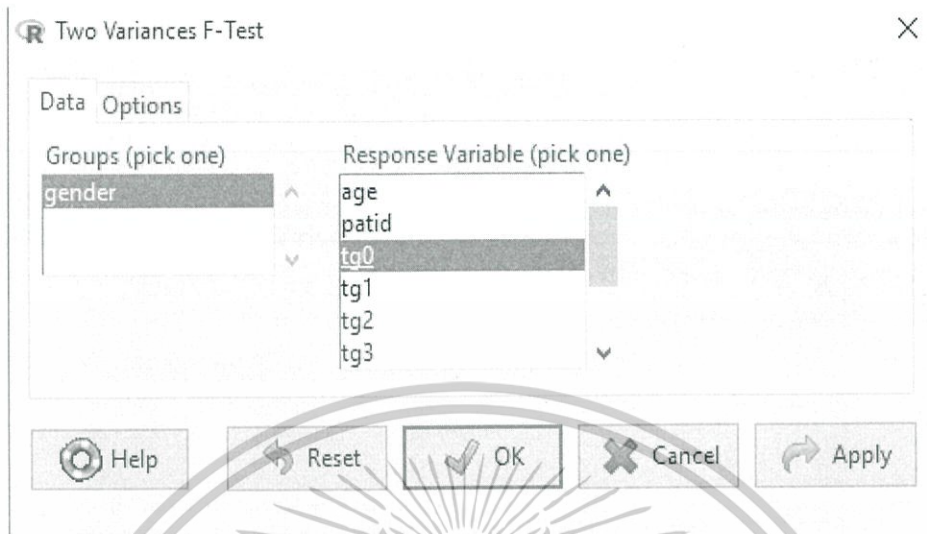 R Two Variances F-Test
Data Options
Groups (pick one)
gender
Response Variable (pick one)
age
patid
tg0
tg1
tg2
tg3
Help Reset OK Cancel Apply